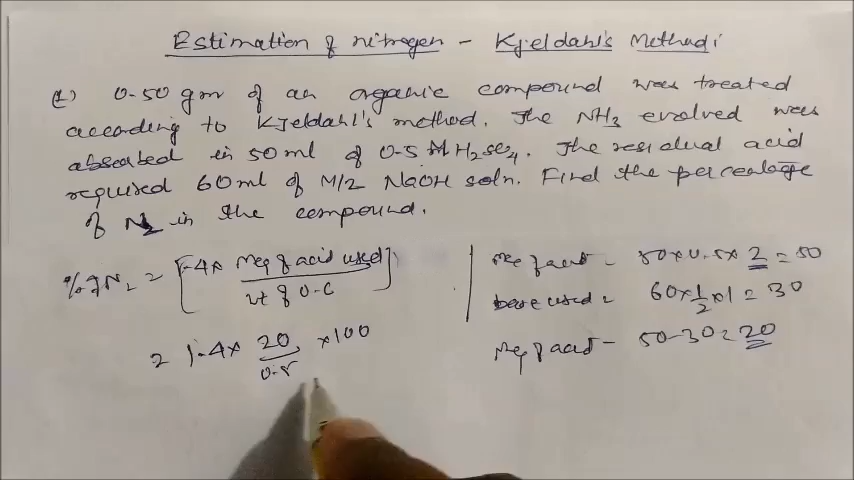 Estimation of nitrogen - Kjeldahl's Method:
Q) 0.50 gm of an organic compound was treated
according to KJeldahl's method. The NH3 evolved was
absorbed in 50 ml of 0.5 M H2SO4. The residual acid
required 60 ml of M/2 NaOH soln. Find the percentage
of N2 in the compound.
% of N2 = [1.4 x Meq of acid used / wt of O.C]
= 1.4 x 20 / 0.5 x 100
Meq of acid - 50 x 0.5 x 2 = 50
base used = 60 x 1/2 x 1 = 30
Meq of acid - 50 - 30 = 20